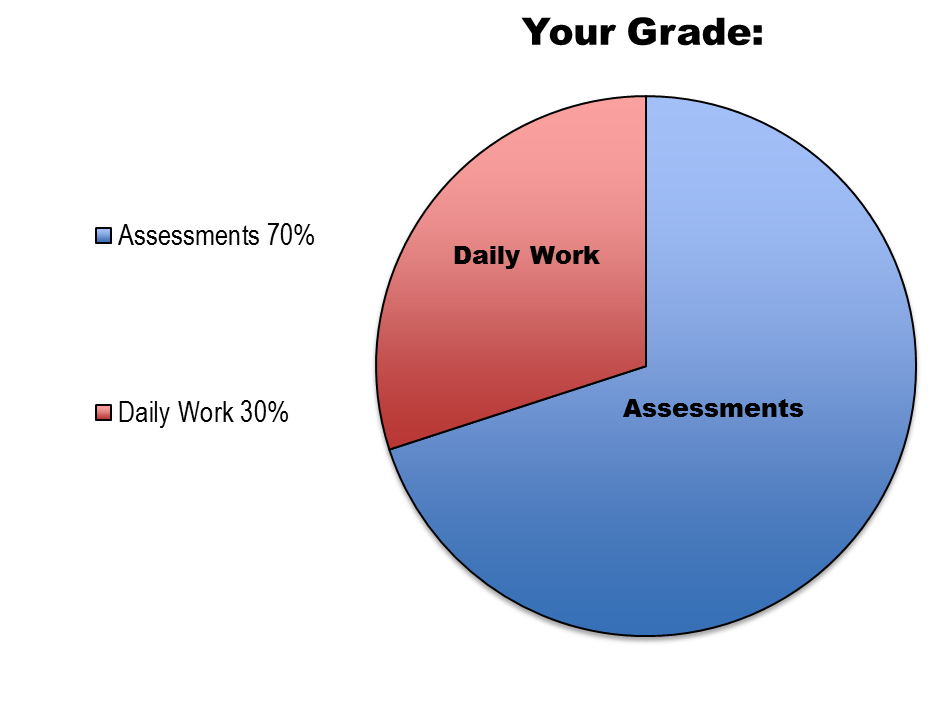 Your Grade:
Assessments 70%
Daily Work 30%
Daily Work
Assessments